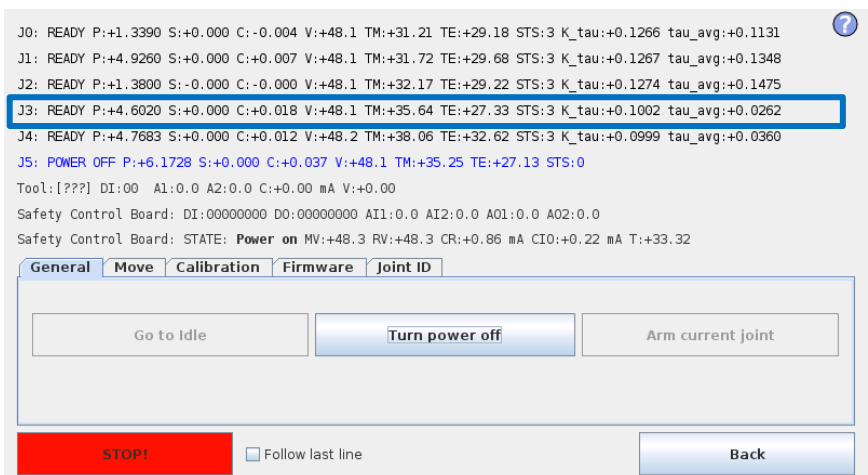 ?
J0: READY P:+1.3390 S:+0.000 C:-0.004 V:+48.1 TM:+31.21 TE:+29.18 STS:3 K_tau:+0.1266 tau_avg:+0.1131
J1: READY P:+4.9260 S:+0.000 C:+0.007 V:+48.1 TM:+31.72 TE:+29.68 STS:3 K_tau:+0.1267 tau_avg:+0.1348
J2: READY P:+1.3800 S:-0.000 C:-0.000 V:+48.1 TM:+32.17 TE:+29.22 STS:3 K_tau:+0.1274 tau_avg:+0.1475
J3: READY P:+4.6020 S:+0.000 C:+0.018 V:+48.1 TM:+35.64 TE:+27.33 STS:3 K_tau:+0.1002 tau_avg:+0.0262
J4: READY P:+4.7683 S:+0.000 C:+0.012 V:+48.2 TM:+38.06 TE:+32.62 STS:3 K_tau:+0.0999 tau_avg:+0.0360
J5: POWER OFF P:+6.1728 S:+0.000 C:+0.037 V:+48.1 TM:+35.25 TE:+27.13 STS:0
Tool:[???] DI:00 A1:0.0 A2:0.0 C:+0.00 mA V:+0.00
Safety Control Board: DI:00000000 DO:00000000 AI1:0.0 AI2:0.0 AO1:0.0 AO2:0.0
Safety Control Board: STATE: Power on MV:+48.3 RV:+48.3 CR:+0.86 mA CIO:+0.22 mA T:+33.32
General Move Calibration Firmware Joint ID
Go to Idle Turn power off Arm current joint
STOP! Follow last line Back